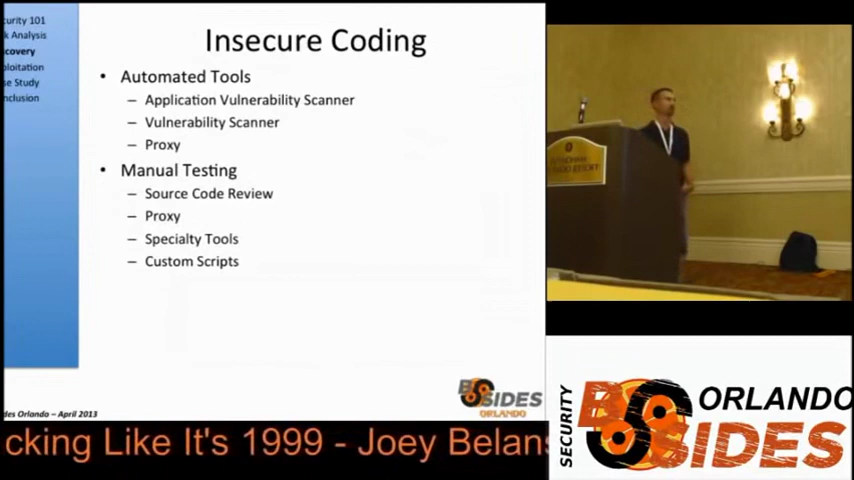 curity 101
k Analysis
covery
ploitation
se Study
nclusion
Insecure Coding
• Automated Tools
– Application Vulnerability Scanner
– Vulnerability Scanner
– Proxy
• Manual Testing
– Source Code Review
– Proxy
– Specialty Tools
– Custom Scripts
des Orlando – April 2013
BSIDES
ORLANDO
cking Like It's 1999 - Joey Belans
SECURITY
B SIDES
ORLANDO